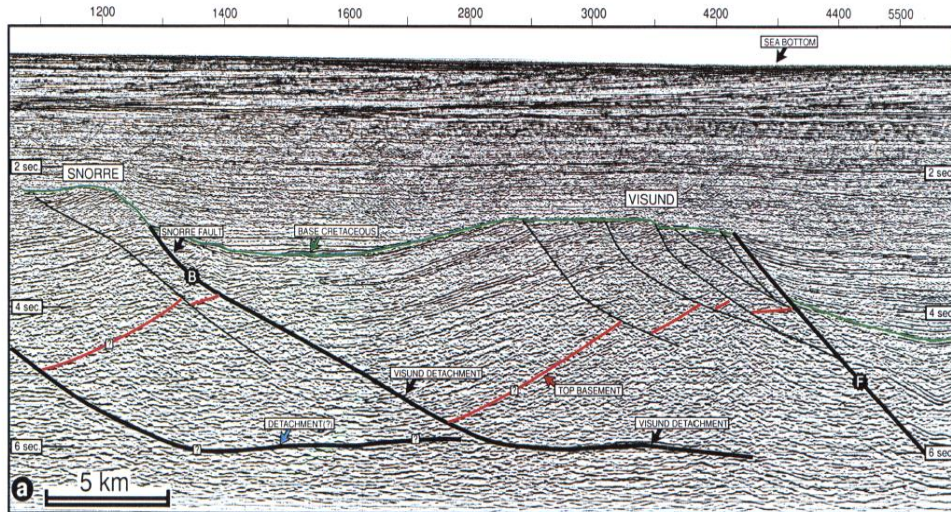 1200 1400 1600 2800 3000 4200 4400 5500
SEA BOTTOM
2 sec.
2 sec.
SNORRE
VISUND
SNORRE FAULT
BASE CRETACEOUS
B
4 sec.
4 sec.
?
VISUND DETACHMENT
?
TOP BASEMENT
F
DETACHMENT(?)
?
VISUND DETACHMENT
6 sec.
?
6 sec.
a
5 km